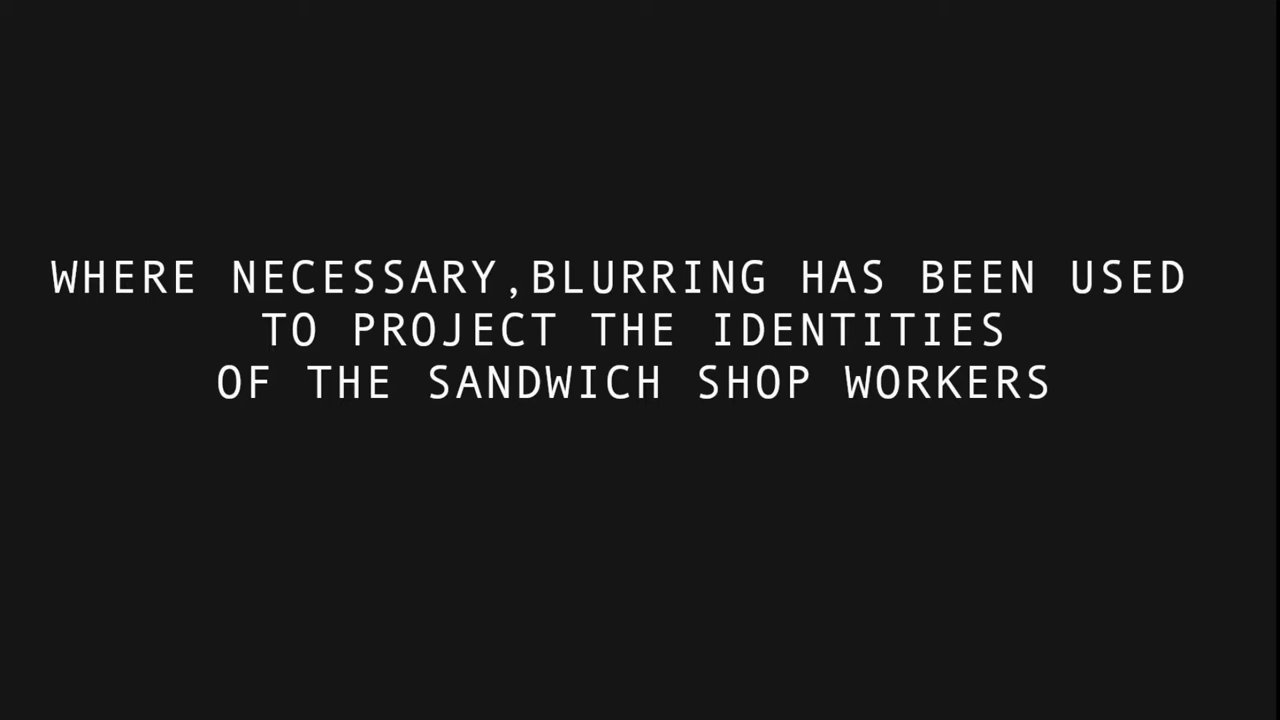 WHERE NECESSARY,BLURRING HAS BEEN USED
TO PROJECT THE IDENTITIES
OF THE SANDWICH SHOP WORKERS